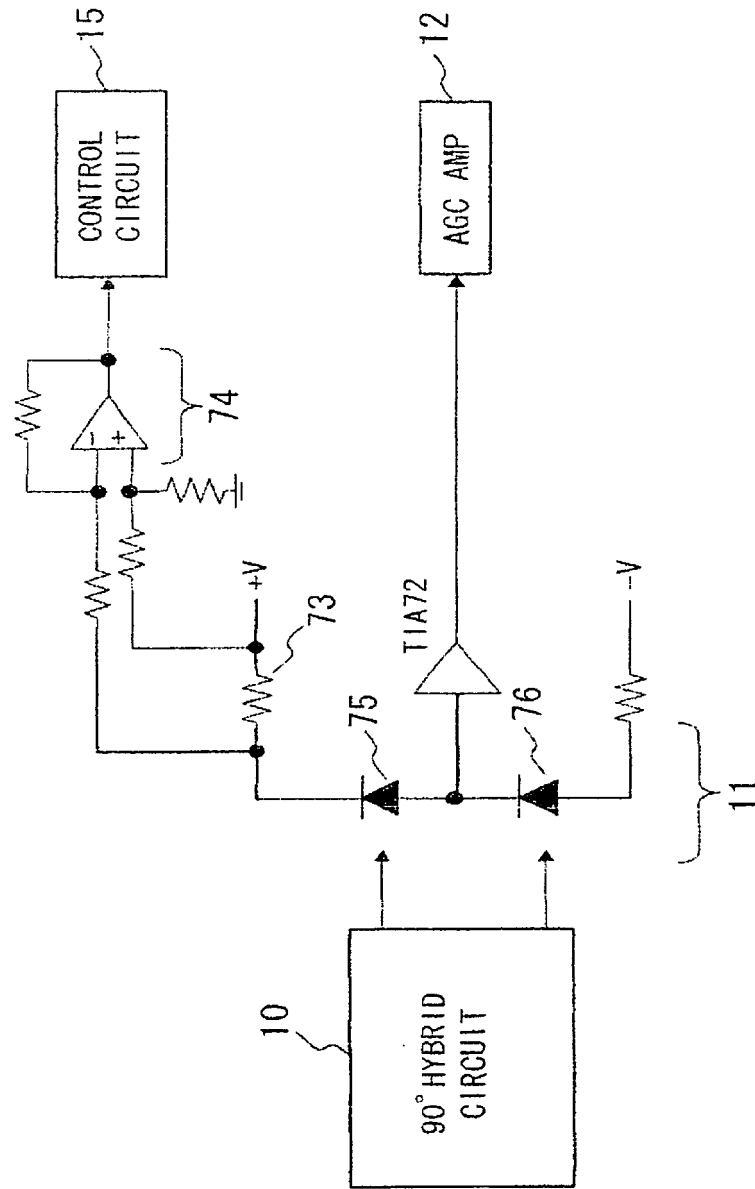 15
CONTROL
CIRCUIT
−
+
74
+V
73
12
AGC AMP
TIA72
75
76
−V
11
10
90° HYBRID
CIRCUIT